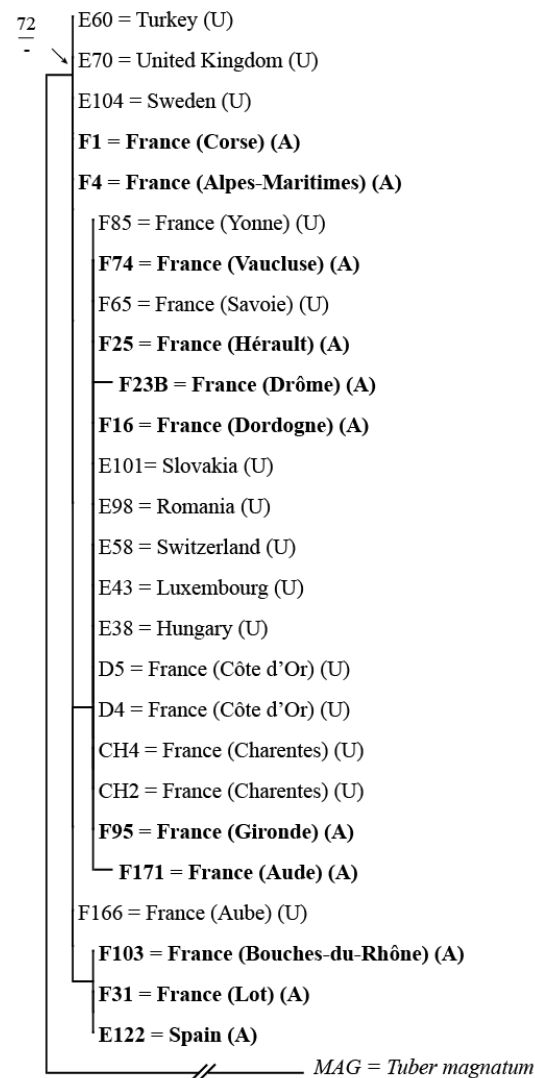 72
-
E60 = Turkey (U)
E70 = United Kingdom (U)
E104 = Sweden (U)
F1 = France (Corse) (A)
F4 = France (Alpes-Maritimes) (A)
F85 = France (Yonne) (U)
F74 = France (Vaucluse) (A)
F65 = France (Savoie) (U)
F25 = France (Hérault) (A)
F23B = France (Drôme) (A)
F16 = France (Dordogne) (A)
E101= Slovakia (U)
E98 = Romania (U)
E58 = Switzerland (U)
E43 = Luxembourg (U)
E38 = Hungary (U)
D5 = France (Côte d’Or) (U)
D4 = France (Côte d’Or) (U)
CH4 = France (Charentes) (U)
CH2 = France (Charentes) (U)
F95 = France (Gironde) (A)
F171 = France (Aude) (A)
F166 = France (Aube) (U)
F103 = France (Bouches-du-Rhône) (A)
F31 = France (Lot) (A)
E122 = Spain (A)
MAG = Tuber magnatum